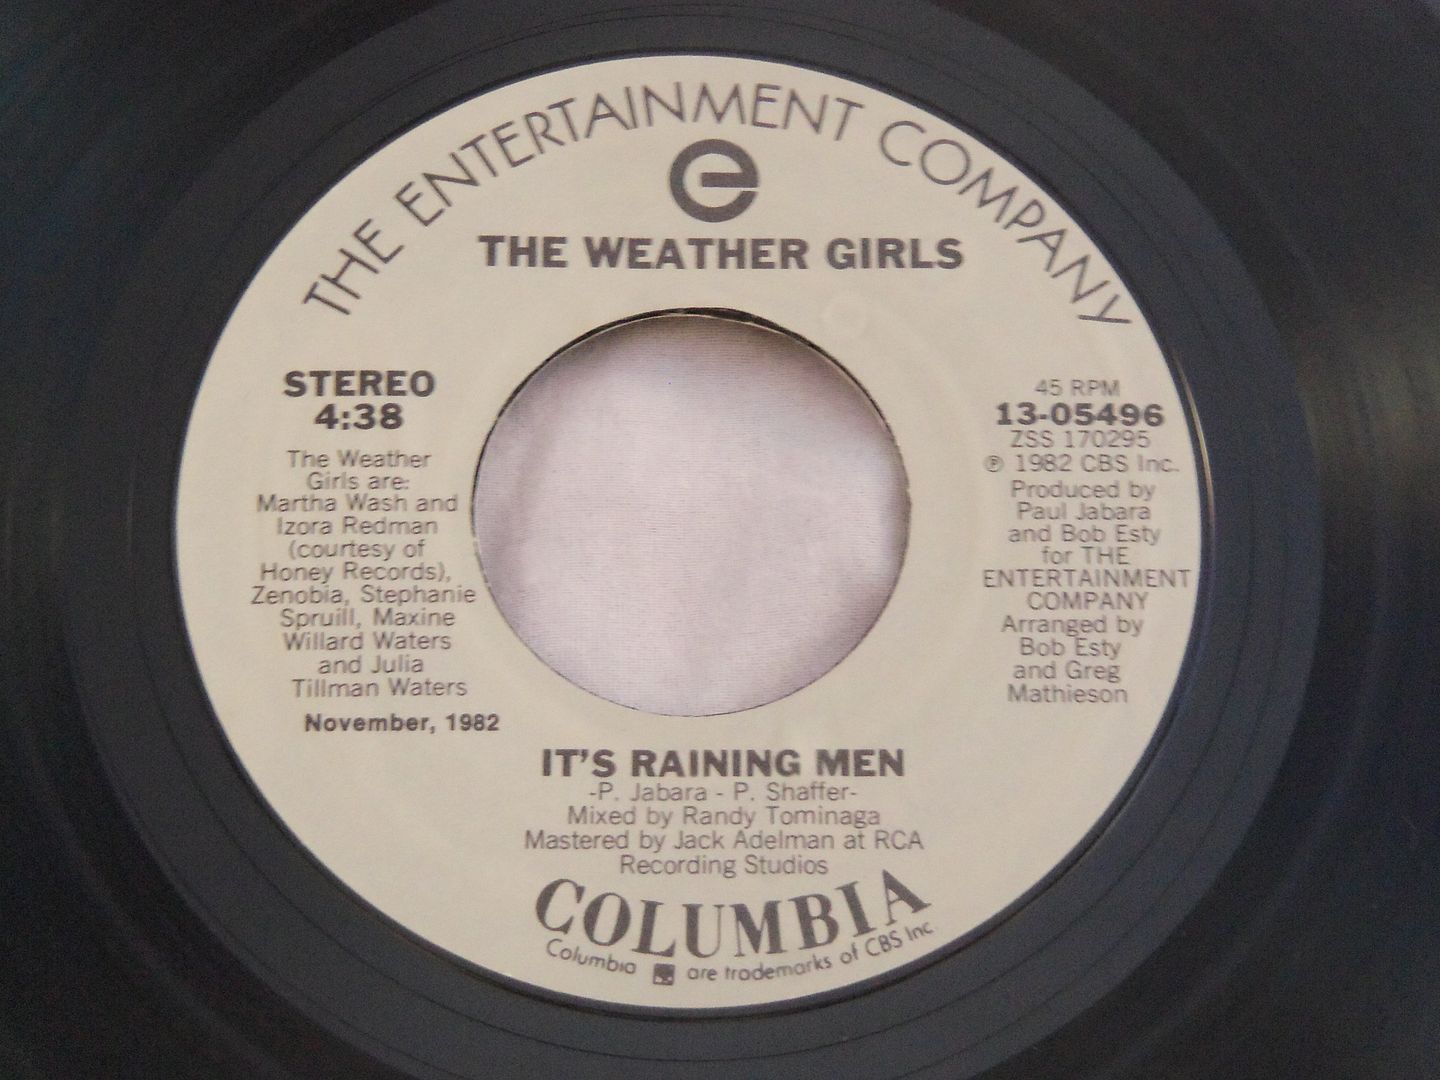 THE ENTERTAINMENT COMPANY
e
THE WEATHER GIRLS
STEREO
4:38
The Weather
Girls are:
Martha Wash and
Izora Redman
(courtesy of
Honey Records),
Zenobia, Stephanie
Spruill, Maxine
Willard Waters
and Julia
Tillman Waters
November, 1982
45 RPM
13-05496
ZSS 170295
℗ 1982 CBS Inc.
Produced by
Paul Jabara
and Bob Esty
for THE
ENTERTAINMENT
COMPANY
Arranged by
Bob Esty
and Greg
Mathieson
IT'S RAINING MEN
-P. Jabara - P. Shaffer-
Mixed by Randy Tominaga
Mastered by Jack Adelman at RCA
Recording Studios
COLUMBIA
Columbia are trademarks of CBS Inc.